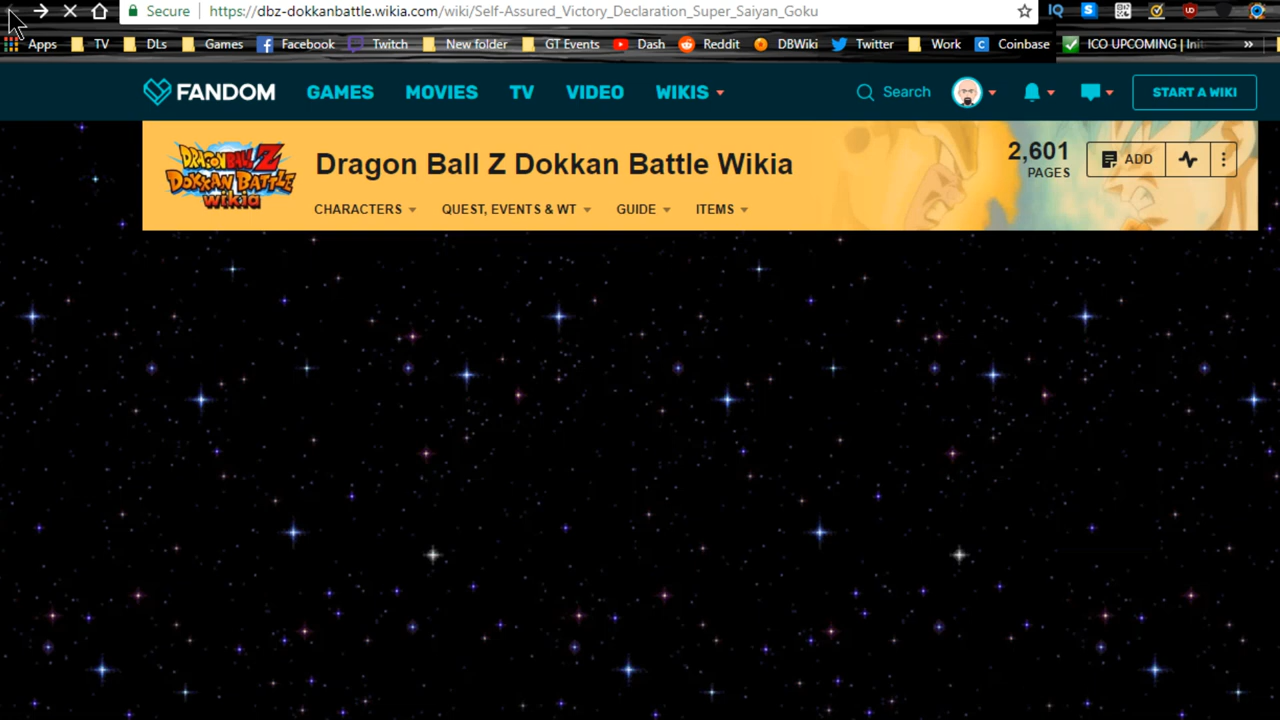 Secure https://dbz-dokkanbattle.wikia.com/wiki/Self-Assured_Victory_Declaration_Super_Saiyan_Goku
Apps TV DLs Games Facebook Twitch New folder GT Events Dash Reddit DBWiki Twitter Work Coinbase ICO UPCOMING | Init »
FANDOM GAMES MOVIES TV VIDEO WIKIS Search START A WIKI
DRAGON BALL Z
DOKKAN BATTLE
wikia
Dragon Ball Z Dokkan Battle Wikia
2,601
PAGES
ADD
CHARACTERS QUEST, EVENTS & WT GUIDE ITEMS